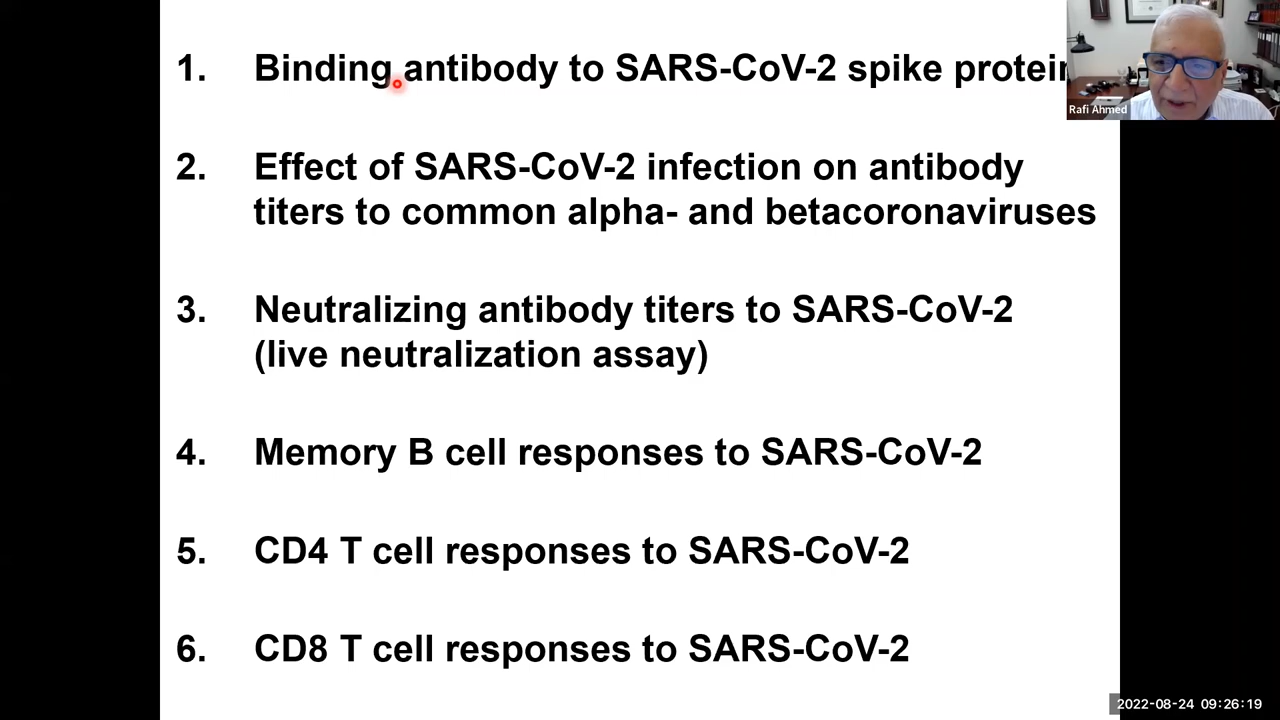 1. Binding antibody to SARS-CoV-2 spike protein
Rafi Ahmed
2. Effect of SARS-CoV-2 infection on antibody
titers to common alpha- and betacoronaviruses
3. Neutralizing antibody titers to SARS-CoV-2
(live neutralization assay)
4. Memory B cell responses to SARS-CoV-2
5. CD4 T cell responses to SARS-CoV-2
6. CD8 T cell responses to SARS-CoV-2
2022-08-24 09:26:19